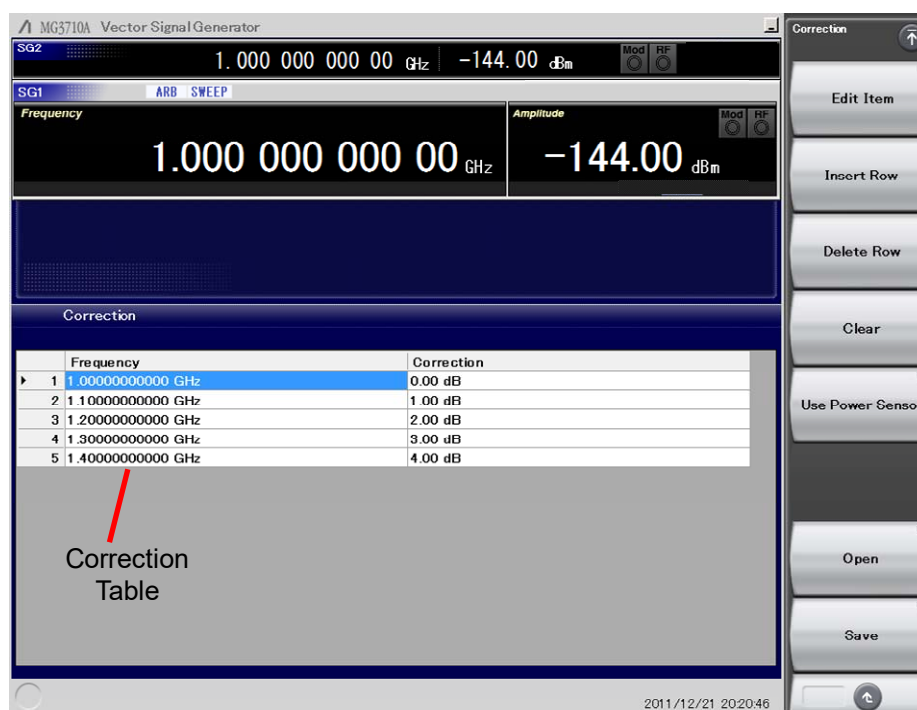 MG3710A Vector Signal Generator
SG2
1. 000 000 000 00 GHz -144. 00 dBm Mod RF
SG1 ARB SWEEP
Frequency
1.000 000 000 00 GHz
Amplitude
Mod RF
-144.00 dBm
Correction
Frequency Correction
1 1.00000000000 GHz 0.00 dB
2 1.10000000000 GHz 1.00 dB
3 1.20000000000 GHz 2.00 dB
4 1.30000000000 GHz 3.00 dB
5 1.40000000000 GHz 4.00 dB
Correction
Table
2011/12/21 20:20:46
Correction
Edit Item
Insert Row
Delete Row
Clear
Use Power Senso
Open
Save